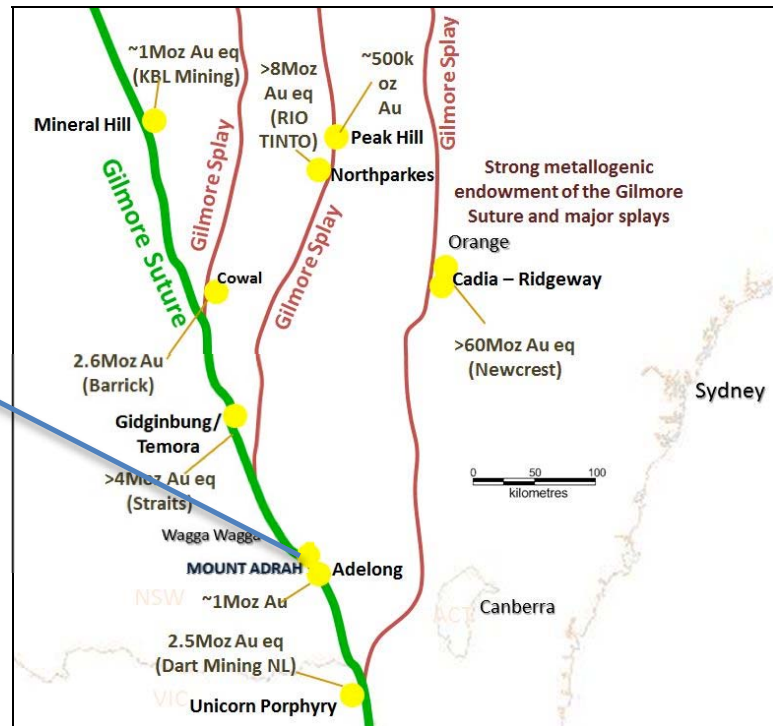 ~1Moz Au eq
(KBL Mining)
Mineral Hill
>8Moz
Au eq
(RIO
TINTO)
~500k
oz
Au
Peak Hill
Northparkes
Gilmore Splay
Gilmore Splay
Gilmore Splay
Gilmore Suture
Strong metallogenic
endowment of the Gilmore
Suture and major splays
Orange
Cadia – Ridgeway
>60Moz Au eq
(Newcrest)
Cowal
2.6Moz Au
(Barrick)
Sydney
Gidginbung/
Temora
>4Moz Au eq
(Straits)
0 50 100
kilometres
Wagga Wagga
MOUNT ADRAH
Adelong
~1Moz Au
NSW
ACT
Canberra
2.5Moz Au eq
(Dart Mining NL)
VIC
Unicorn Porphyry